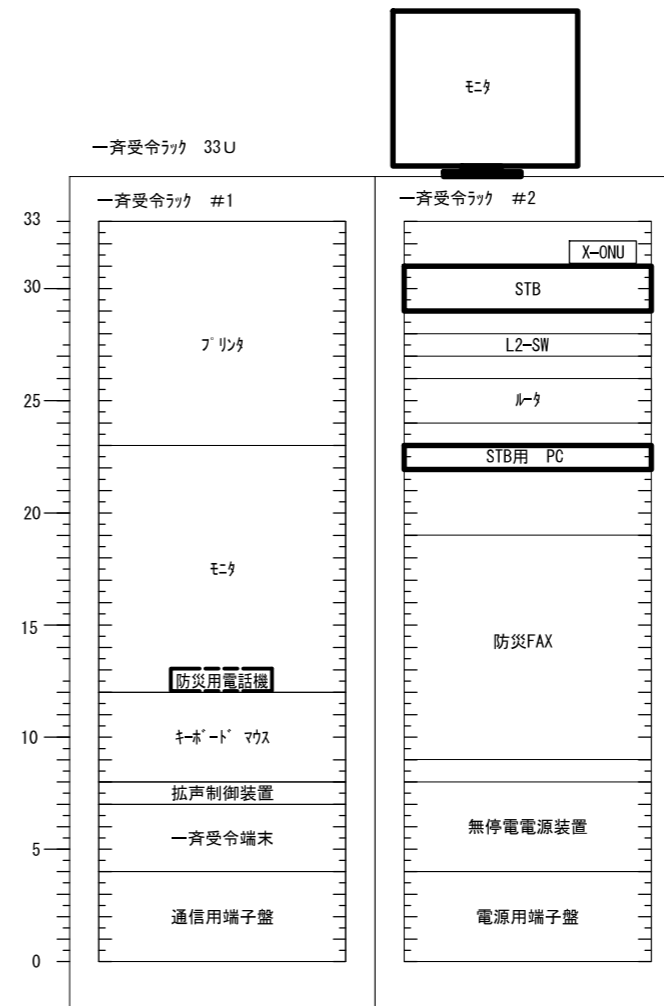 モニタ
一斉受令ラック 33U
一斉受令ラック #1
一斉受令ラック #2
33
X-ONU
30
STB
プリンタ
L2-SW
25
ルータ
STB用 PC
20
モニタ
15
防災FAX
防災用電話機
10
キーボード マウス
拡声制御装置
無停電電源装置
5
一斉受令端末
通信用端子盤
電源用端子盤
0